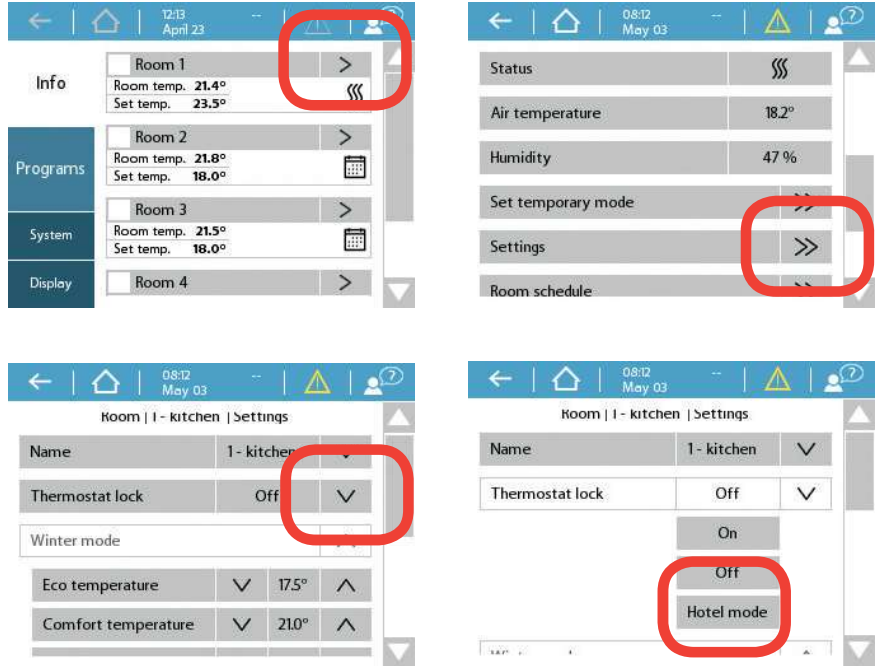 12:13 --
April 23
?
Info
Programs
System
Display
Room 1 >
Room temp. 21.4°
Set temp. 23.5°
Room 2 >
Room temp. 21.8°
Set temp. 18.0°
Room 3 >
Room temp. 21.5°
Set temp. 18.0°
Room 4 >
08:12 --
May 03
?
Status
Air temperature 18.2°
Humidity 47 %
Set temporary mode >>
Settings >>
Room schedule >>
08:12 --
May 03
?
Room | 1 - kitchen | Settings
Name 1 - kitchen
Thermostat lock Off
Winter mode
Eco temperature 17.5°
Comfort temperature 21.0°
08:12 --
May 03
?
Room | 1 - kitchen | Settings
Name 1 - kitchen
Thermostat lock Off
On
Off
Hotel mode